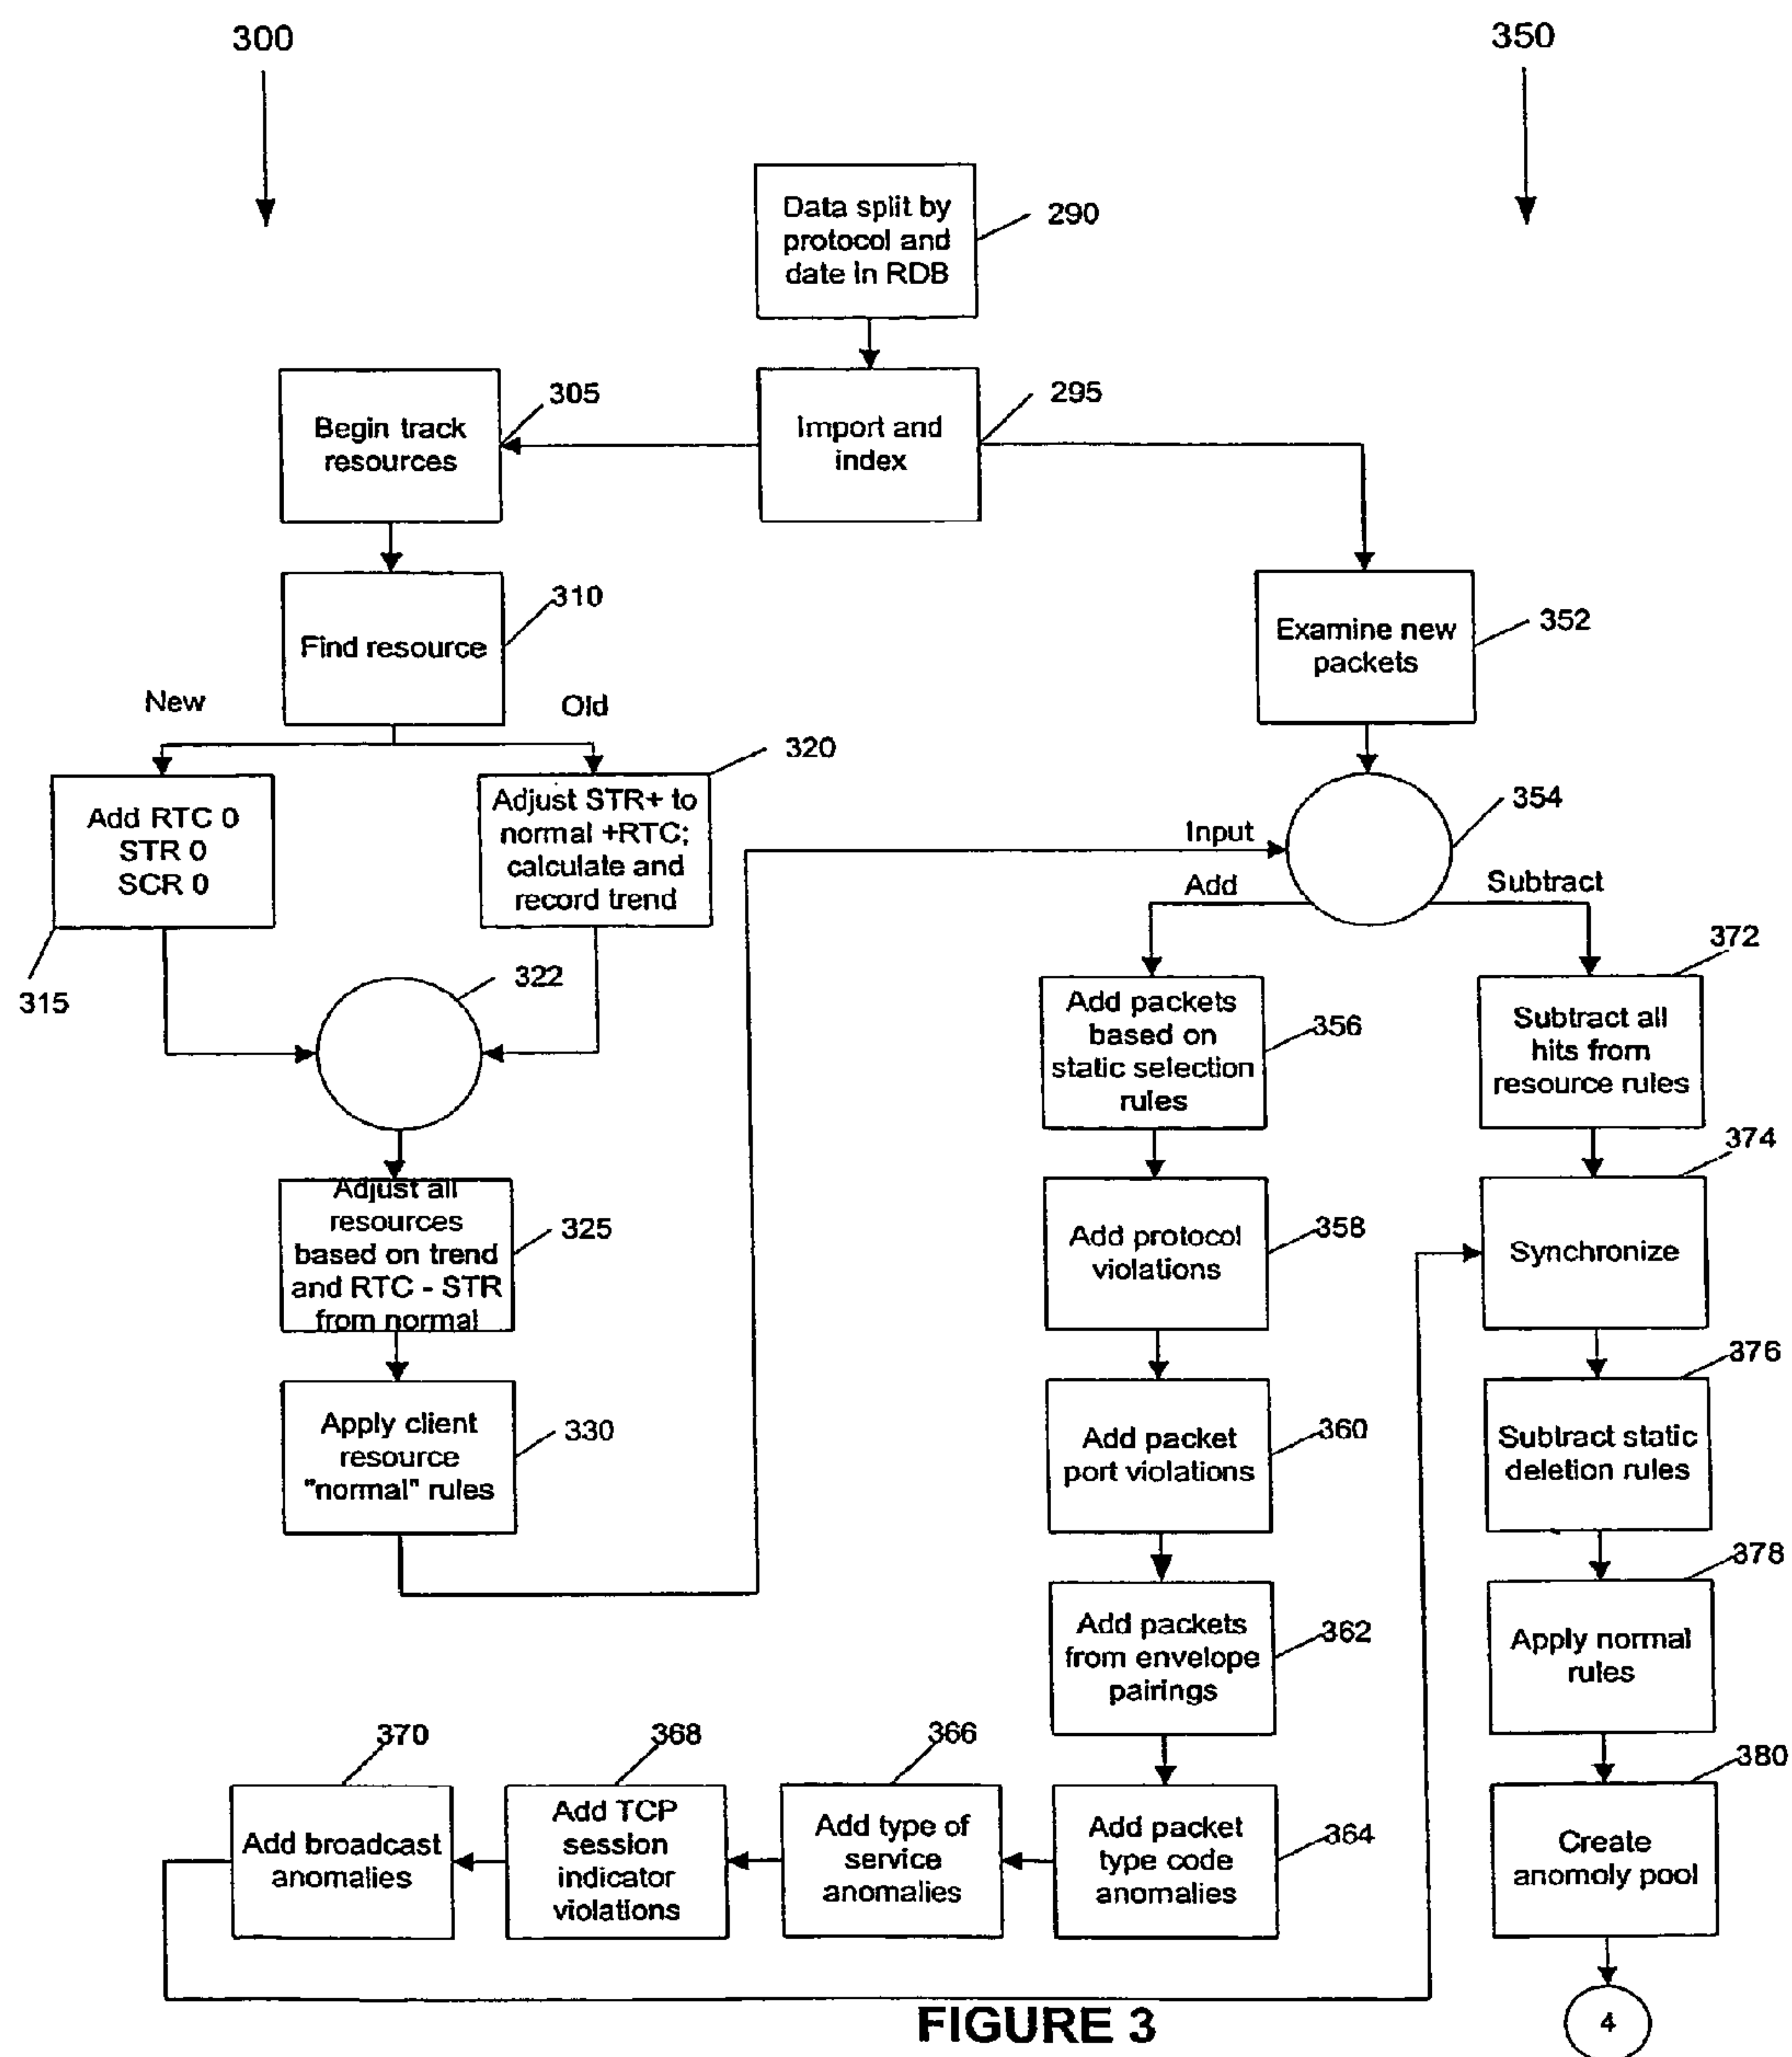 300
350
Data split by
protocol and
date in RDB
290
Begin track
resources
305
Import and
index
295
Find resource
310
Examine new
packets
352
New
Old
Add RTC 0
STR 0
SCR 0
315
Adjust STR+ to
normal +RTC;
calculate and
record trend
320
322
354
Input
Add
Subtract
Adjust all
resources
based on trend
and RTC - STR
from normal
325
Apply client
resource
"normal" rules
330
Add packets
based on
static selection
rules
356
Subtract all
hits from
resource rules
372
Add protocol
violations
358
Synchronize
374
Add packet
port violations
360
Subtract static
deletion rules
376
Add packets
from envelope
pairings
362
Apply normal
rules
378
Add broadcast
anomalies
370
Add TCP
session
indicator
violations
368
Add type of
service
anomalies
366
Add packet
type code
anomalies
364
Create
anomoly pool
380
4
FIGURE 3